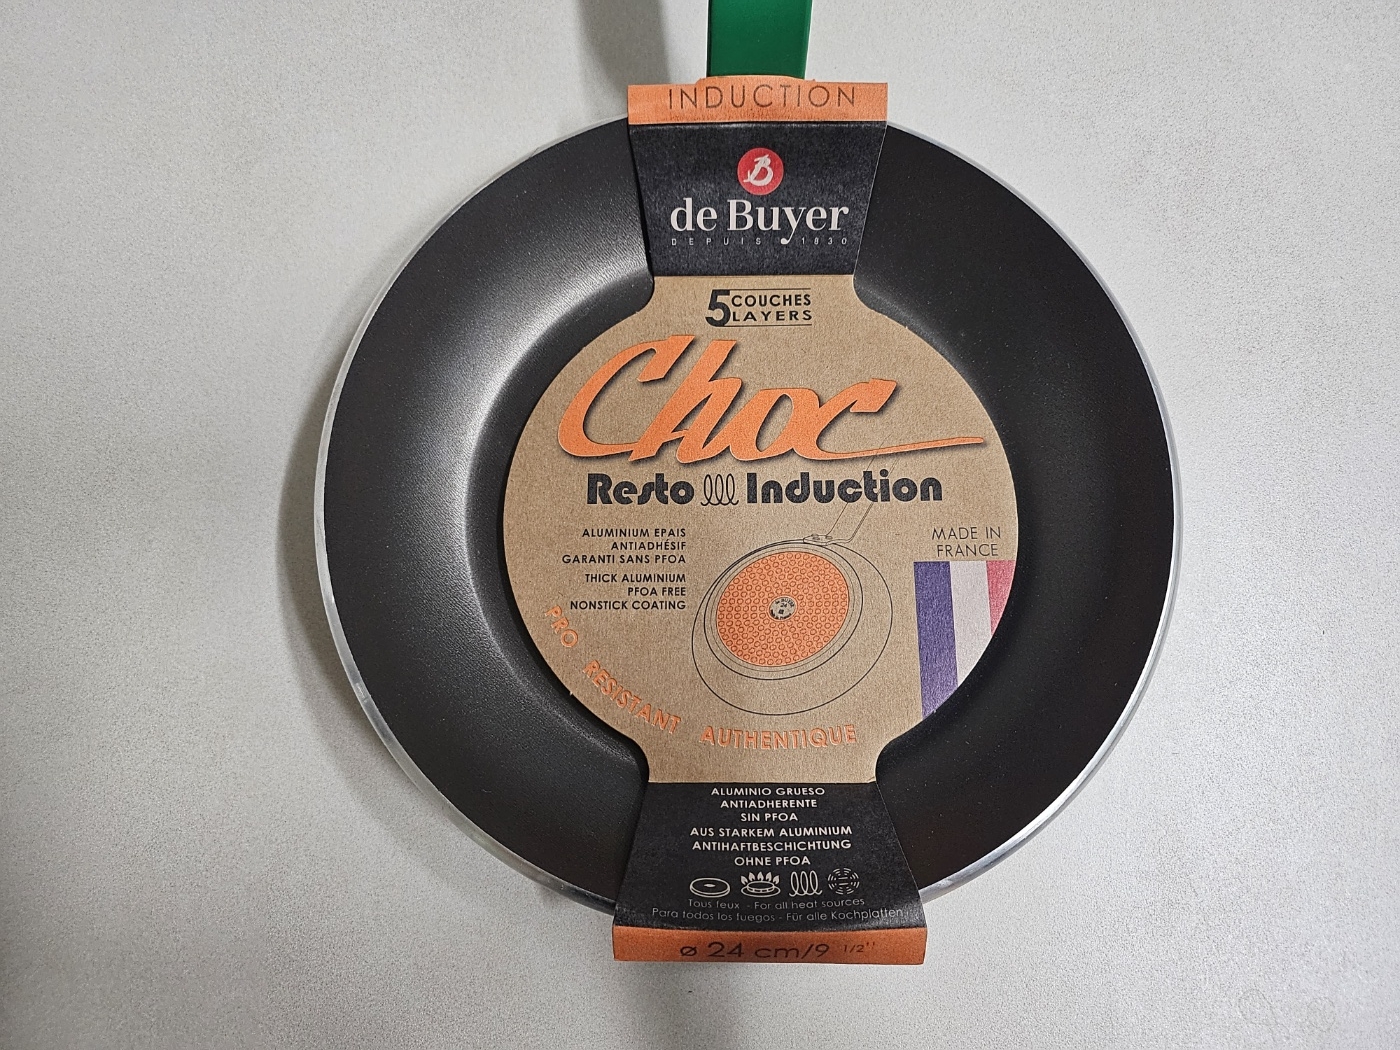 INDUCTION
B
de Buyer
DEPUIS 1830
5 COUCHES
LAYERS
Choc
Resto Induction
ALUMINIUM EPAIS
ANTIADHÉSIF
GARANTI SANS PFOA
THICK ALUMINIUM
PFOA FREE
NONSTICK COATING
MADE IN
FRANCE
PRO RESISTANT AUTHENTIQUE
ALUMINIO GRUESO
ANTIADHERENTE
SIN PFOA
AUS STARKEM ALUMINIUM
ANTIHAFTBESCHICHTUNG
OHNE PFOA
Tous feux - For all heat sources
Para todos los fuegos - Für alle Kochplatten
ø 24 cm/9 1/2''